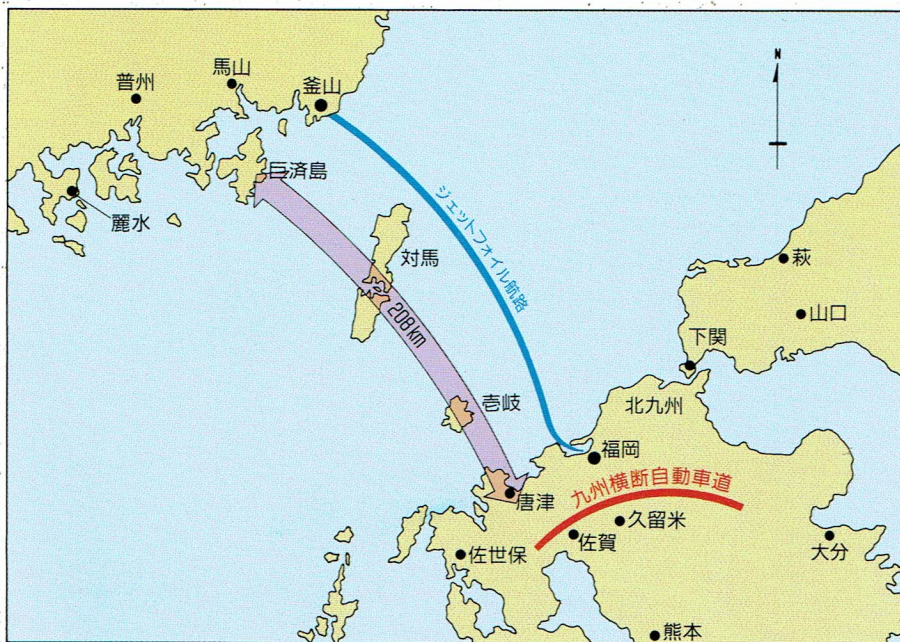 N
馬山
普州
釜山
巨済島
麗水
ジェットフォイル航路
対馬
208km
萩
山口
下関
壱岐
北九州
福岡
唐津
九州横断自動車道
久留米
佐賀
佐世保
大分
熊本